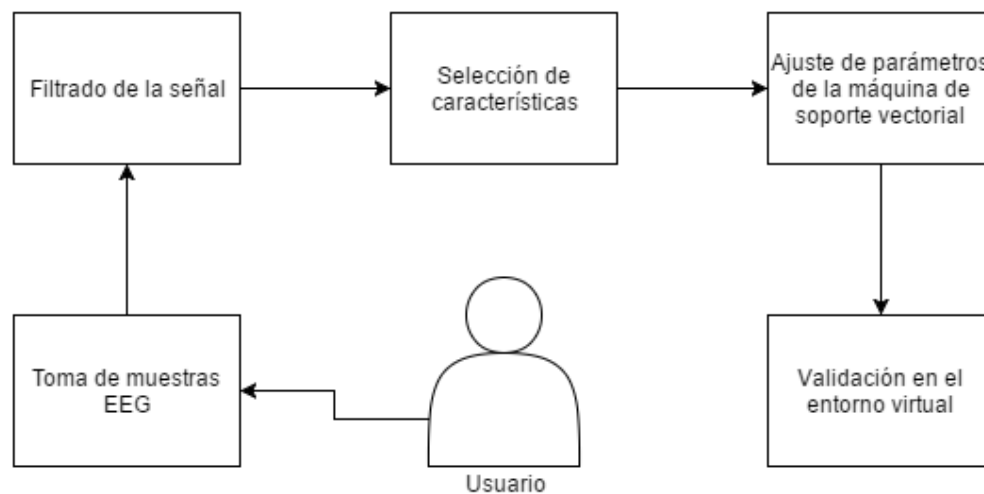 Filtrado de la señal
Selección de
características
Ajuste de parámetros
de la máquina de
soporte vectorial
Toma de muestras
EEG
Validación en el
entorno virtual
Usuario